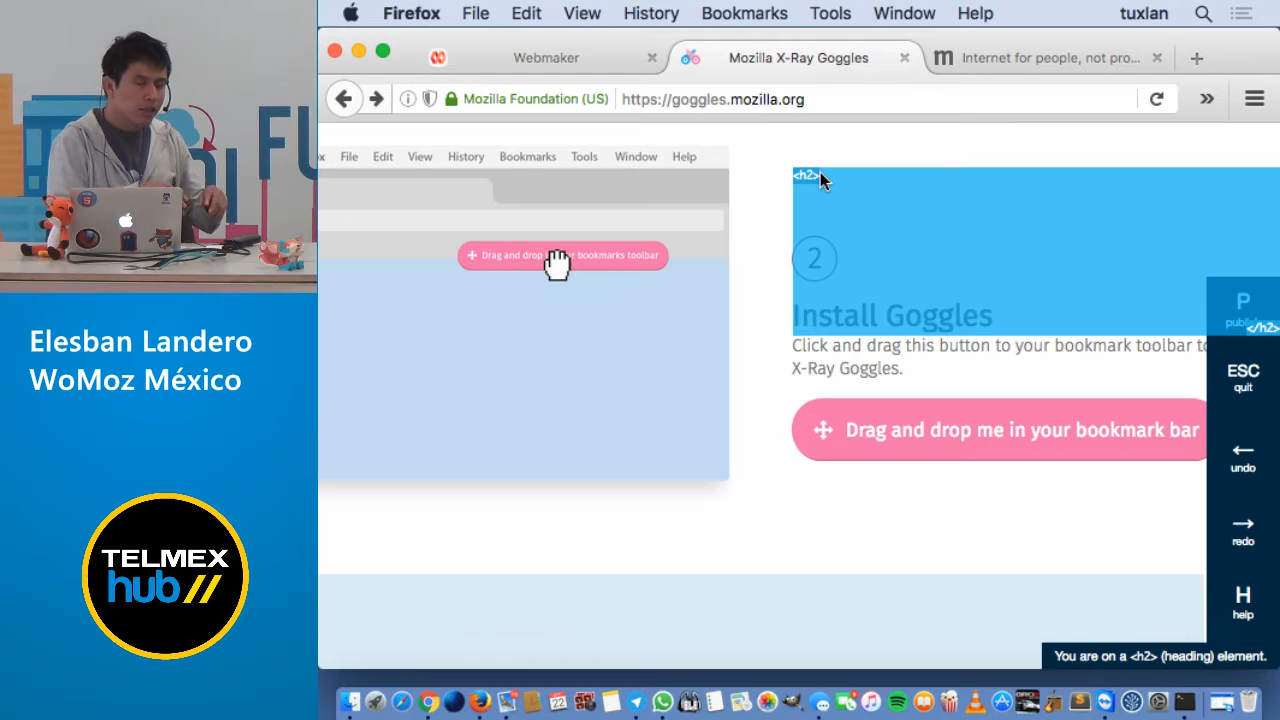 Firefox File Edit View History Bookmarks Tools Window Help tuxlan
Webmaker
Mozilla X-Ray Goggles
Internet for people, not pro...
Mozilla Foundation (US) https://goggles.mozilla.org
File Edit View History Bookmarks Tools Window Help
<h2>
Drag and drop
bookmarks toolbar
2
Install Goggles
</h2>
Click and drag this button to your bookmark toolbar to
X-Ray Goggles.
Drag and drop me in your bookmark bar
P
ESC
quit
undo
redo
H
help
You are on a <h2> (heading) element.
Elesban Landero
WoMoz México
TELMEX
hub//